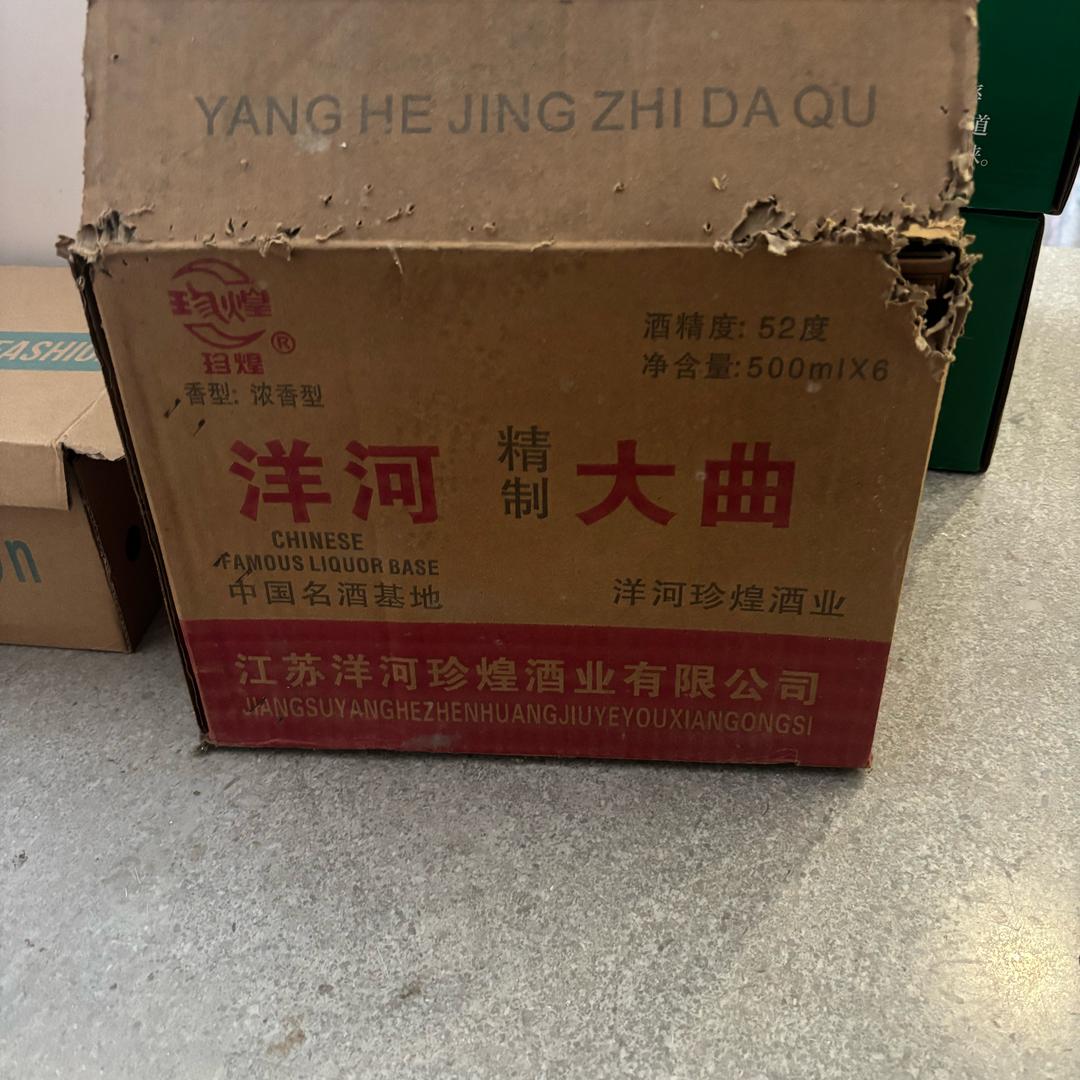 YANG HE JING ZHI DA QU
珍煌
®
珍煌
香型: 浓香型
酒精度: 52度
净含量:500mlX6
洋河 精制 大曲
CHINESE
FAMOUS LIQUOR BASE
中国名酒基地
洋河珍煌酒业
江苏洋河珍煌酒业有限公司
JIANGSUYANGHEZHENHUANGJIUYEYOUXIANGONGSI
FASHIO
道